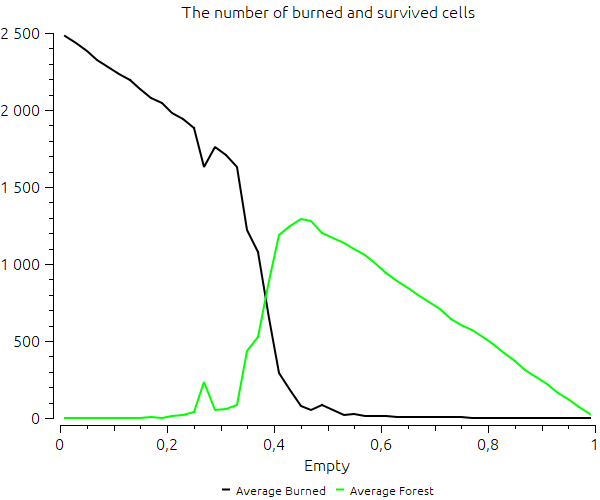 The number of burned and survived cells
2 500
2 000
1 500
1 000
500
0
0 0,2 0,4 0,6 0,8 1
Empty
Average Burned Average Forest